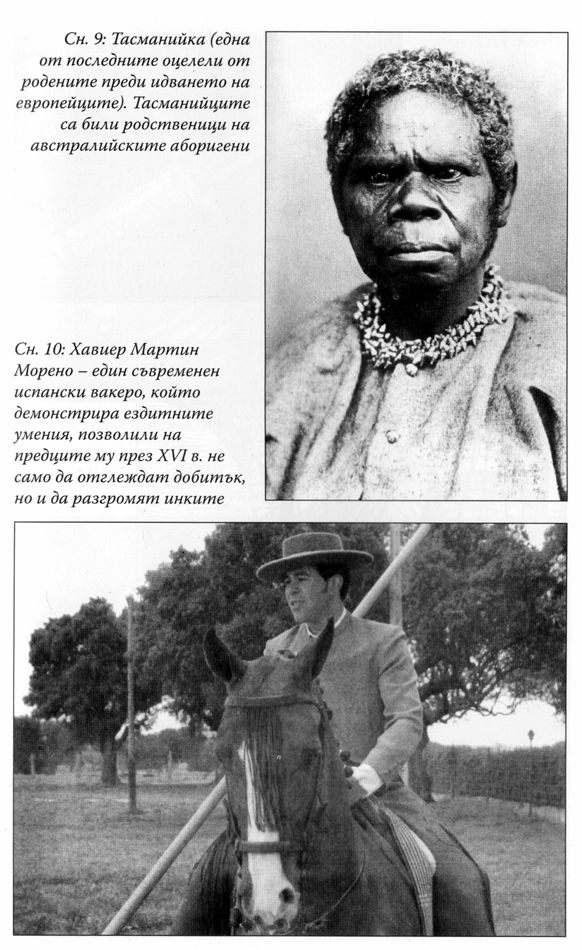 Сн. 9: Тасманийка (една
от последните оцелели от
родените преди идването на
европейците). Тасманийците
са били родственици на
австралийските аборигени
Сн. 10: Хавиер Мартин
Морено – един съвременен
испански вакеро, който
демонстрира ездитните
умения, позволили на
предците му през XVI в. не
само да отглеждат добитък,
но и да разгромят инките